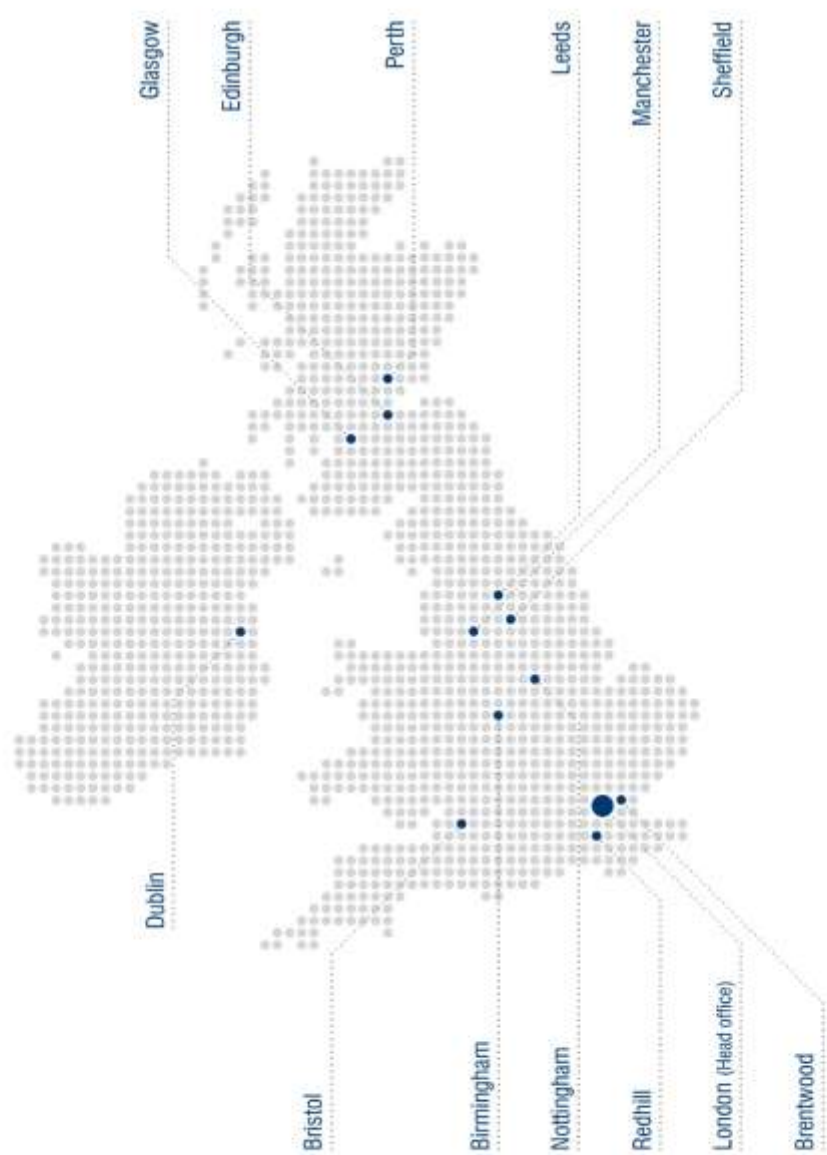 Glasgow
Edinburgh
Perth
Leeds
Manchester
Sheffield
Dublin
Bristol
Birmingham
Nottingham
Redhill
London (Head office)
Brentwood